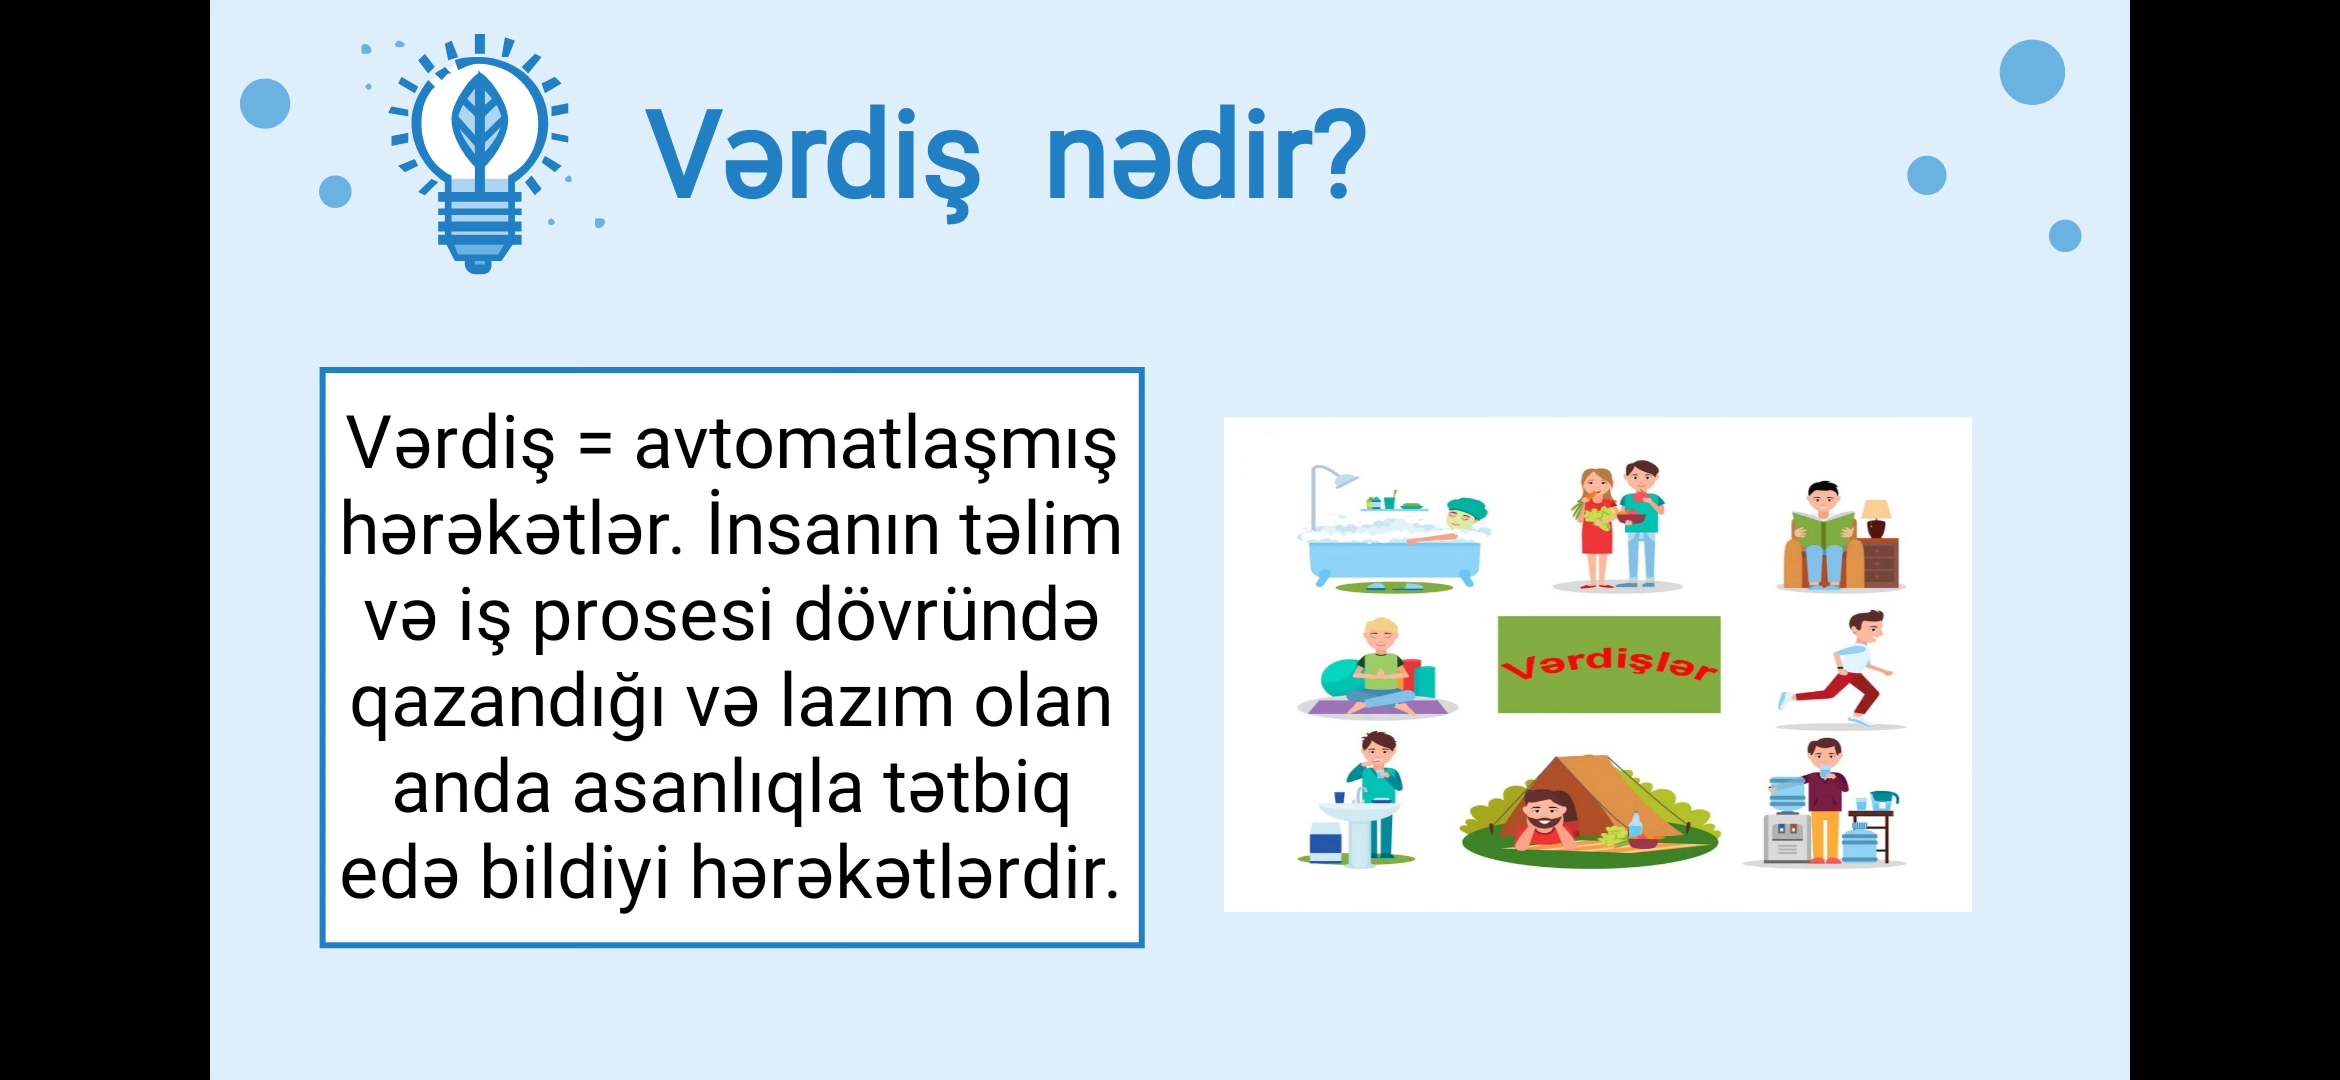 Vərdiş nədir?
Vərdiş = avtomatlaşmış
hərəkətlər. İnsanın təlim
və iş prosesi dövründə
qazandığı və lazım olan
anda asanlıqla tətbiq
edə bildiyi hərəkətlərdir.
Vərdişlər